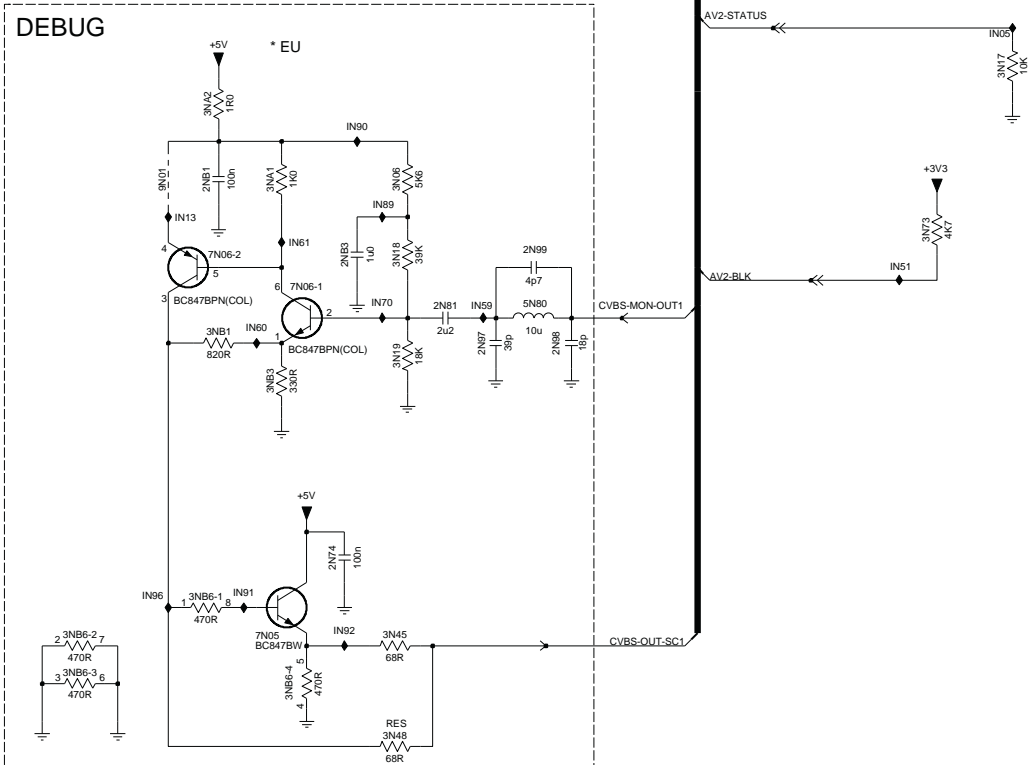 DEBUG
* EU
+5V
3NA2
1R0
9N01
2NB1
100n
3NA1
1K0
IN90
3N06
5K6
IN89
IN13
4
7N06-2
5
3
BC847BPN(COL)
IN61
6
7N06-1
2
1
BC847BPN(COL)
2NB3
1u0
3N18
39K
IN70
2N81
2u2
IN59
2N99
4p7
5N80
10u
2N97
39p
2N98
18p
CVBS-MON-OUT1
3NB1
820R
IN60
3NB3
330R
3N19
18K
+5V
2N74
100n
IN96
1 3NB6-1 8
470R
IN91
7N05
BC847BW
IN92
3N45
68R
CVBS-OUT-SC1
5
3NB6-4
470R
4
2 3NB6-2 7
470R
3 3NB6-3 6
470R
RES
3N48
68R
AV2-STATUS
IN05
3N17
10K
+3V3
3N73
4K7
AV2-BLK
IN51